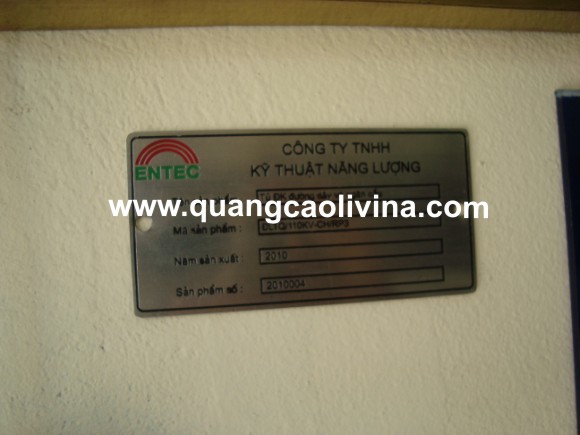 CÔNG TY TNHH
KỸ THUẬT NĂNG LƯỢNG
ENTEC
www.quangcaolivina.com
Mã sản phẩm :
Năm sản xuất : 2010
Sản phẩm số : 2010004